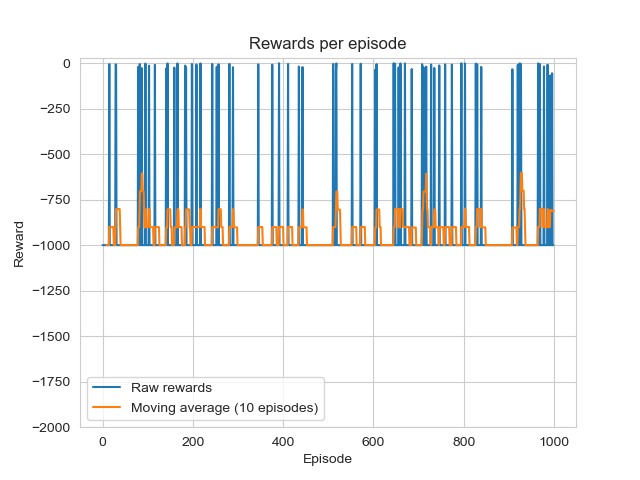 Rewards per episode
0
−250
−500
−750
−1000
−1250
−1500
−1750
−2000
Reward
Raw rewards
Moving average (10 episodes)
0 200 400 600 800 1000
Episode